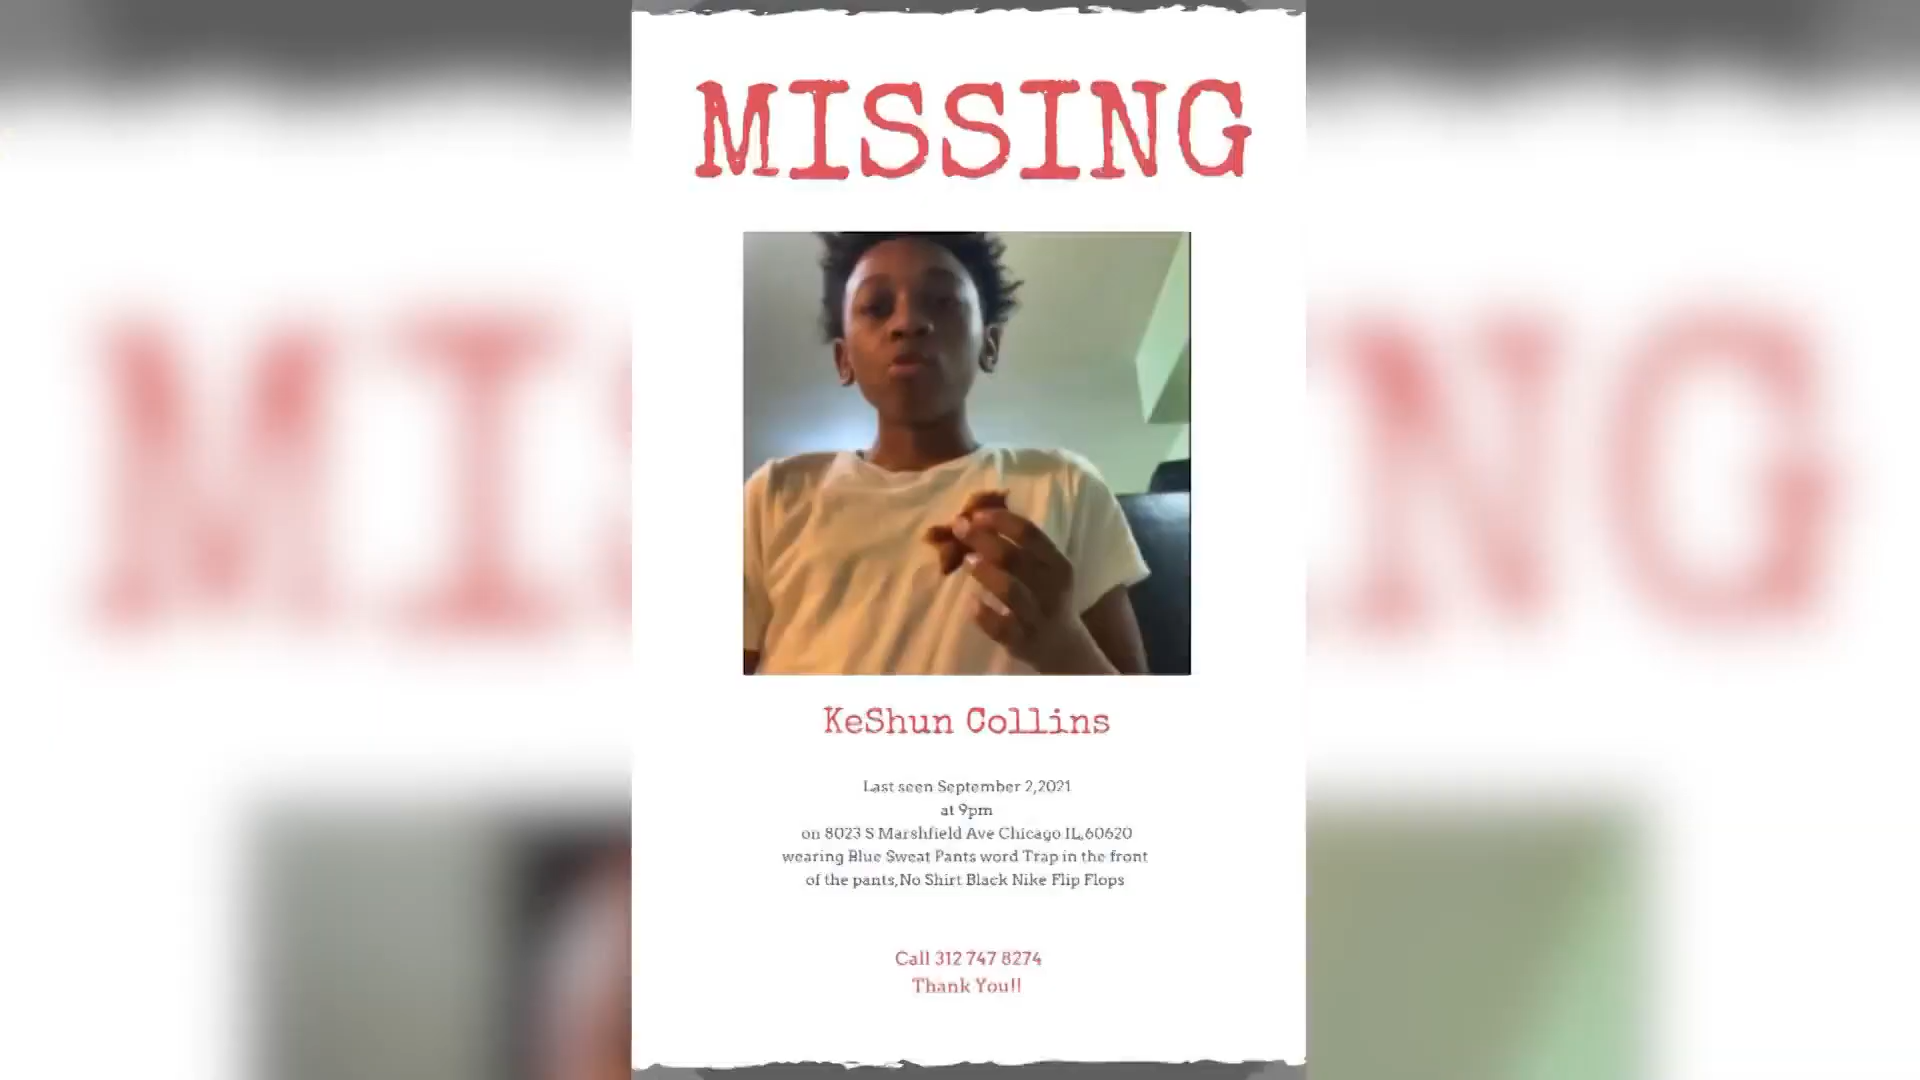 MISSING
KeShun Collins
Last seen September 2,2021
at 9pm
on 8023 S Marshfield Ave Chicago IL,60620
wearing Blue Sweat Pants word Trap in the front
of the pants,No Shirt Black Nike Flip Flops
Call 312 747 8274
Thank You!!